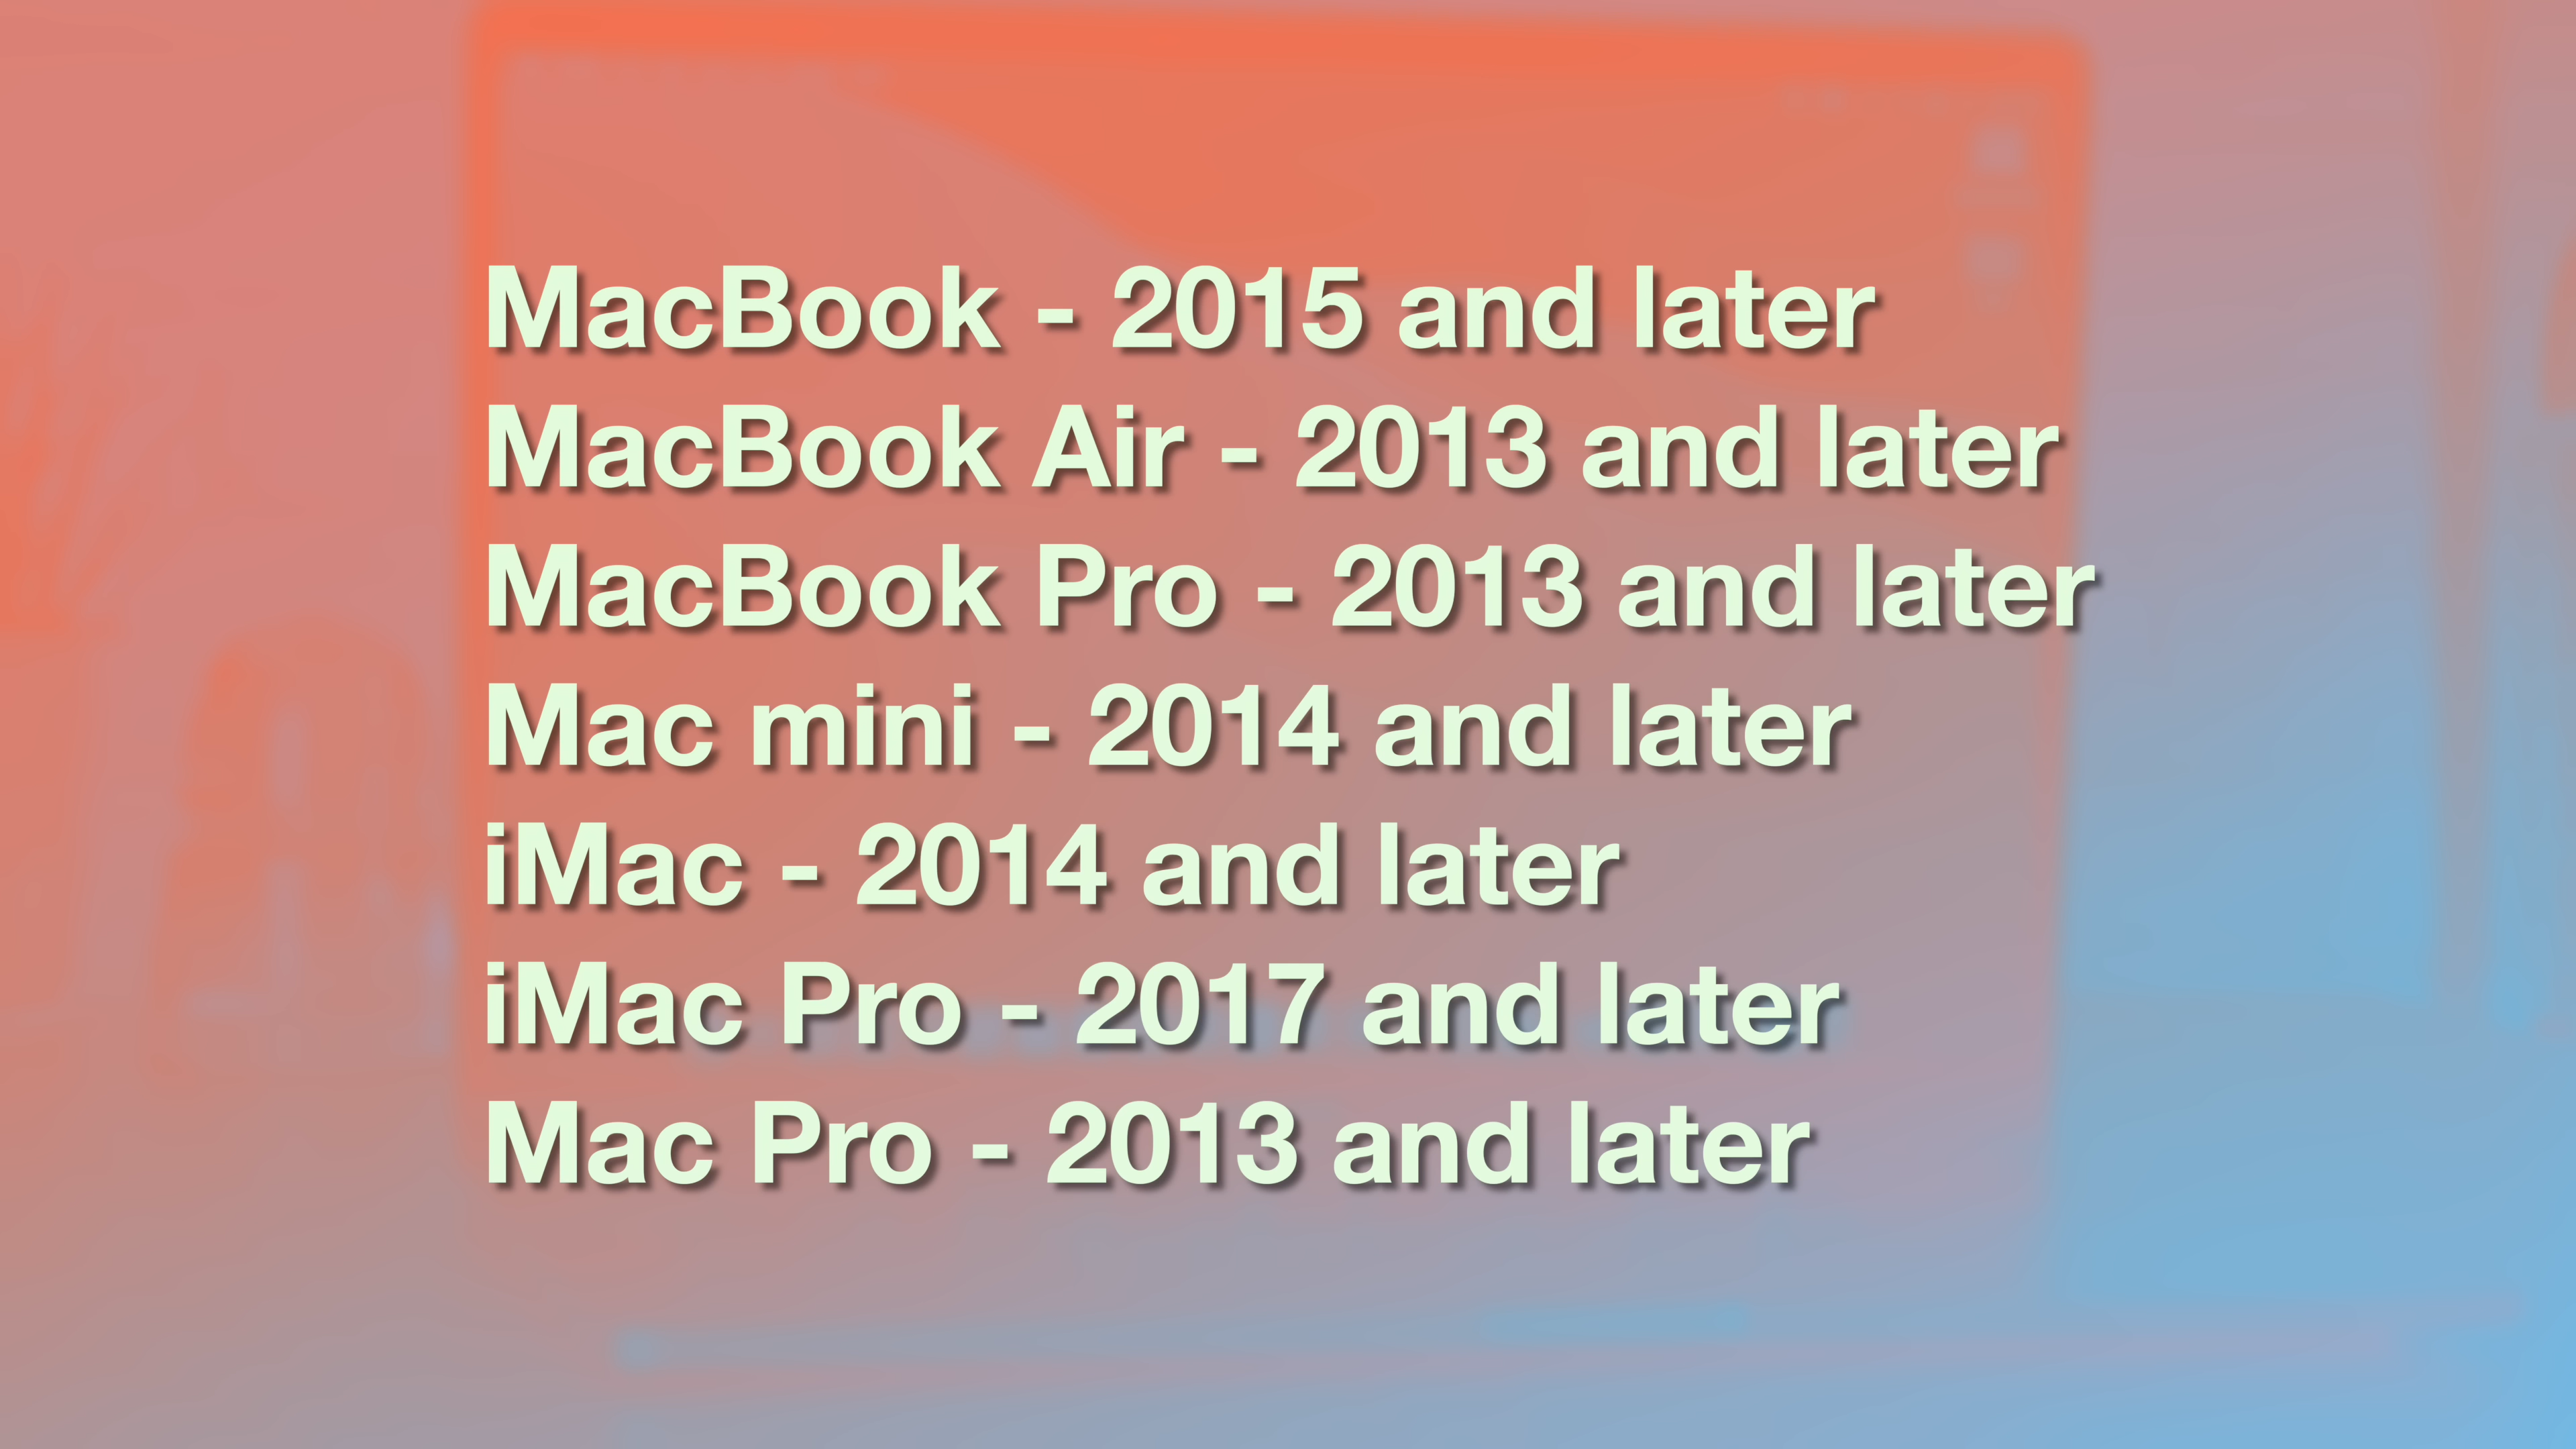 MacBook - 2015 and later
MacBook Air - 2013 and later
MacBook Pro - 2013 and later
Mac mini - 2014 and later
iMac - 2014 and later
iMac Pro - 2017 and later
Mac Pro - 2013 and later